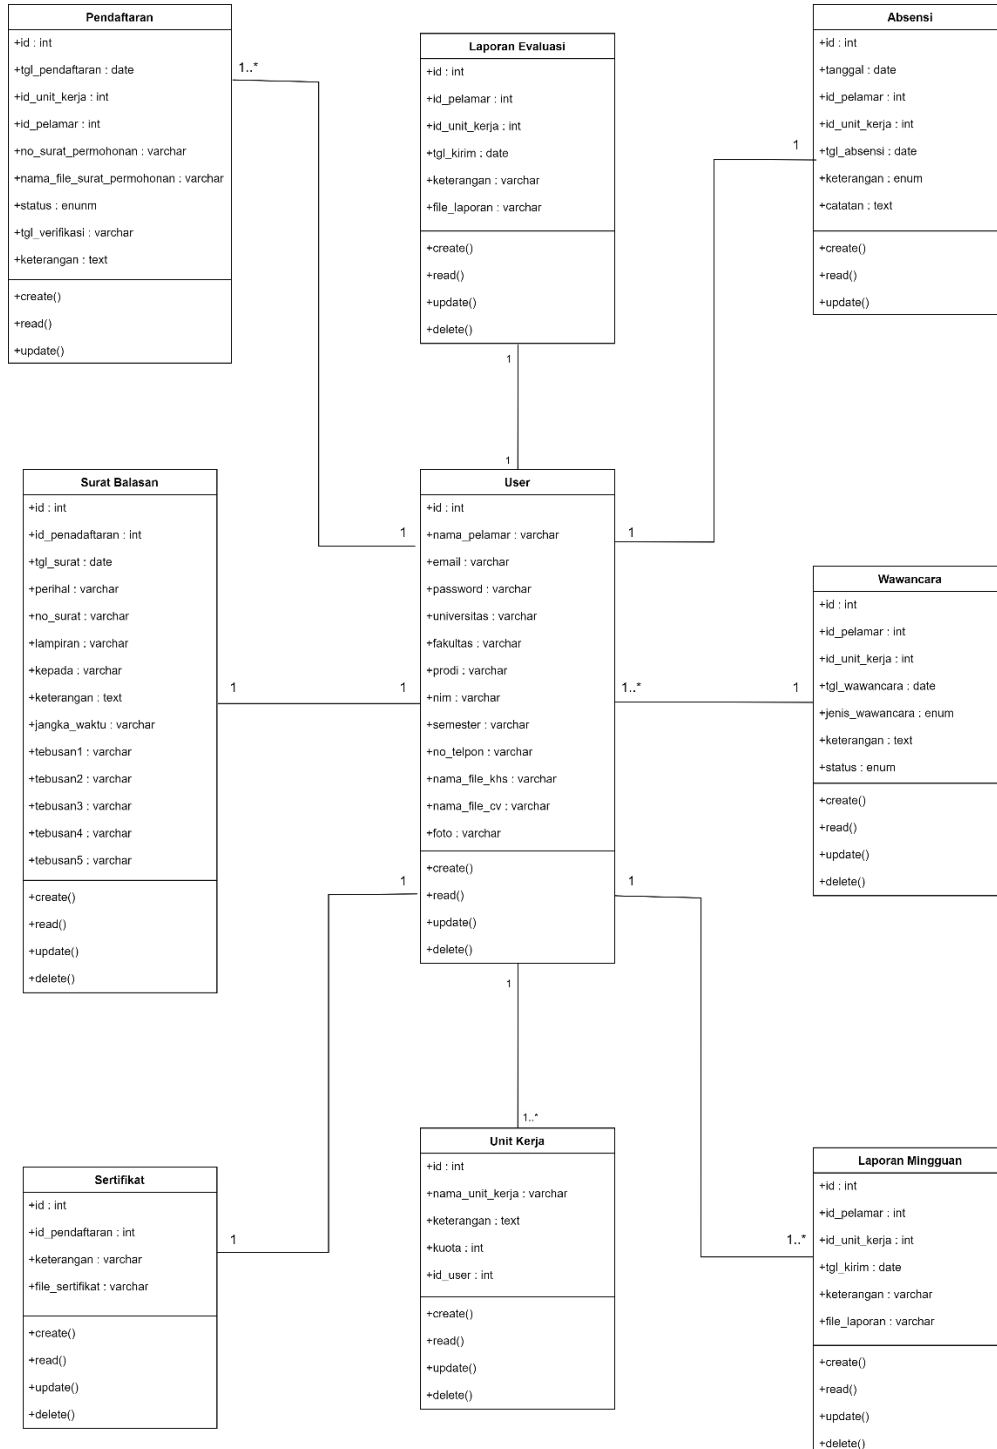 Pendaftaran
+id : int
+tgl_pendaftaran : date
+id_unit_kerja : int
+id_pelamar : int
+no_surat_permohonan : varchar
+nama_file_surat_permohonan : varchar
+status : enunm
+tgl_verifikasi : varchar
+keterangan : text
+create()
+read()
+update()
1..*
1
Laporan Evaluasi
+id : int
+id_pelamar : int
+id_unit_kerja : int
+tgl_kirim : date
+keterangan : varchar
+file_laporan : varchar
+create()
+read()
+update()
+delete()
1
1
Absensi
+id : int
+tanggal : date
+id_pelamar : int
+id_unit_kerja : int
+tgl_absensi : date
+keterangan : enum
+catatan : text
+create()
+read()
+update()
1
1
Surat Balasan
+id : int
+id_penadaftaran : int
+tgl_surat : date
+perihal : varchar
+no_surat : varchar
+lampiran : varchar
+kepada : varchar
+keterangan : text
+jangka_waktu : varchar
+tebusan1 : varchar
+tebusan2 : varchar
+tebusan3 : varchar
+tebusan4 : varchar
+tebusan5 : varchar
+create()
+read()
+update()
+delete()
1
1
User
+id : int
+nama_pelamar : varchar
+email : varchar
+password : varchar
+universitas : varchar
+fakultas : varchar
+prodi : varchar
+nim : varchar
+semester : varchar
+no_telpon : varchar
+nama_file_khs : varchar
+nama_file_cv : varchar
+foto : varchar
+create()
+read()
+update()
+delete()
1..*
1
Wawancara
+id : int
+id_pelamar : int
+id_unit_kerja : int
+tgl_wawancara : date
+jenis_wawancara : enum
+keterangan : text
+status : enum
+create()
+read()
+update()
+delete()
1
1
Sertifikat
+id : int
+id_pendaftaran : int
+keterangan : varchar
+file_sertifikat : varchar
+create()
+read()
+update()
+delete()
1
1..*
Unit Kerja
+id : int
+nama_unit_kerja : varchar
+keterangan : text
+kuota : int
+id_user : int
+create()
+read()
+update()
+delete()
1
1..*
Laporan Mingguan
+id : int
+id_pelamar : int
+id_unit_kerja : int
+tgl_kirim : date
+keterangan : varchar
+file_laporan : varchar
+create()
+read()
+update()
+delete()